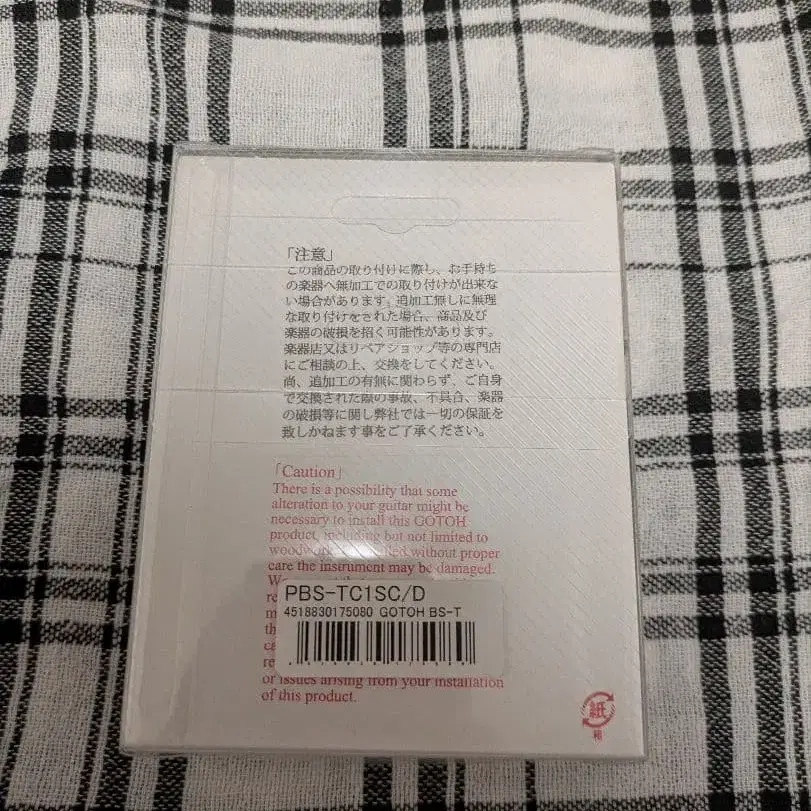 「注意」
この商品の取り付けに際し、お手持ち
の楽器へ無加工での取り付けが出来な
い場合があります。追加工無しに無理
な取り付けをされた場合、商品及び
楽器の破損を招く可能性があります。
楽器店又はリペアショップ等の専門店
にご相談の上、交換をしてください。
尚、追加工の有無に関わらず、ご自身
で交換された際の事故、不具合、楽器
の破損等に関し弊社では一切の保証を
致しかねます事をご了承ください。
「Caution」
There is a possibility that some
alteration to your guitar might be
necessary to install this GOTOH
product, including but not limited to
without proper
care the instrument may be damaged.
PBS-TC1SC/D
4518830175080 GOTOH BS-T
or issues arising from your installation
of this product.
紙
箱